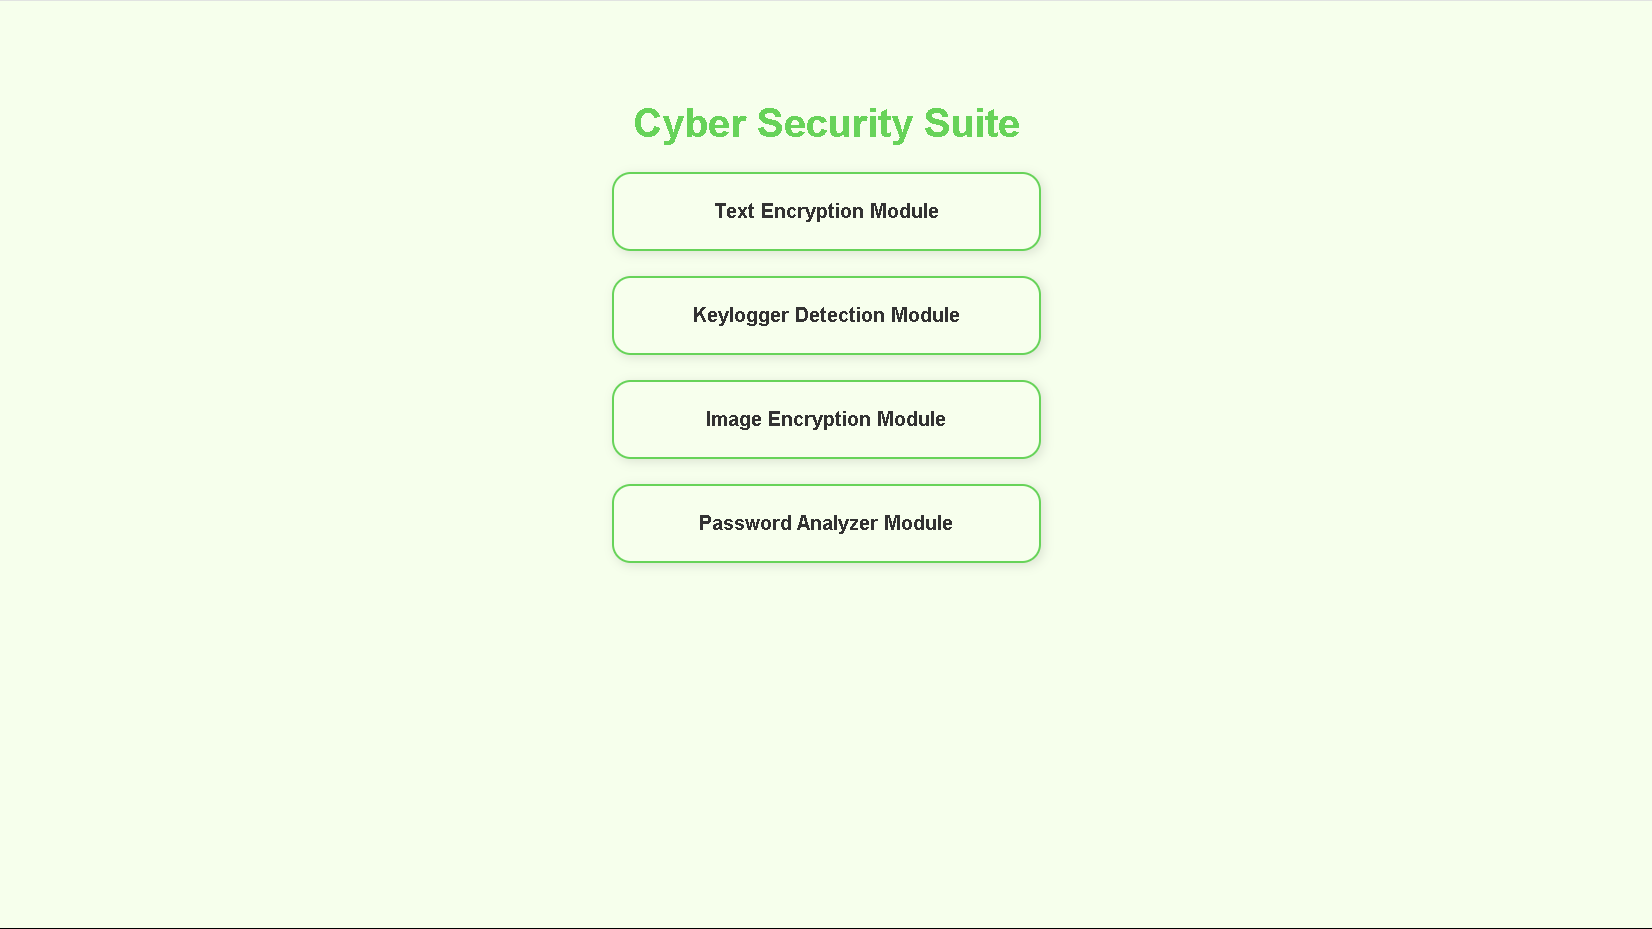 Cyber Security Suite
Text Encryption Module
Keylogger Detection Module
Image Encryption Module
Password Analyzer Module